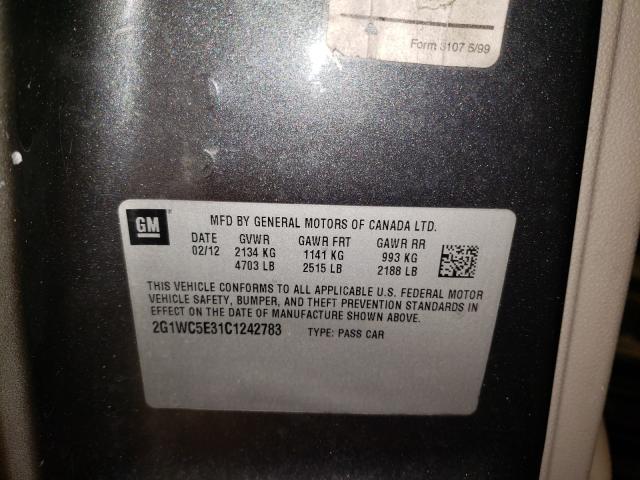 Form 3107 5/99
GM
MFD BY GENERAL MOTORS OF CANADA LTD.
DATE GVWR GAWR FRT GAWR RR
02/12 2134 KG 1141 KG 993 KG
4703 LB 2515 LB 2188 LB
THIS VEHICLE CONFORMS TO ALL APPLICABLE U.S. FEDERAL MOTOR
VEHICLE SAFETY, BUMPER, AND THEFT PREVENTION STANDARDS IN
EFFECT ON THE DATE OF MANUFACTURE SHOWN ABOVE.
2G1WC5E31C1242783 TYPE: PASS CAR